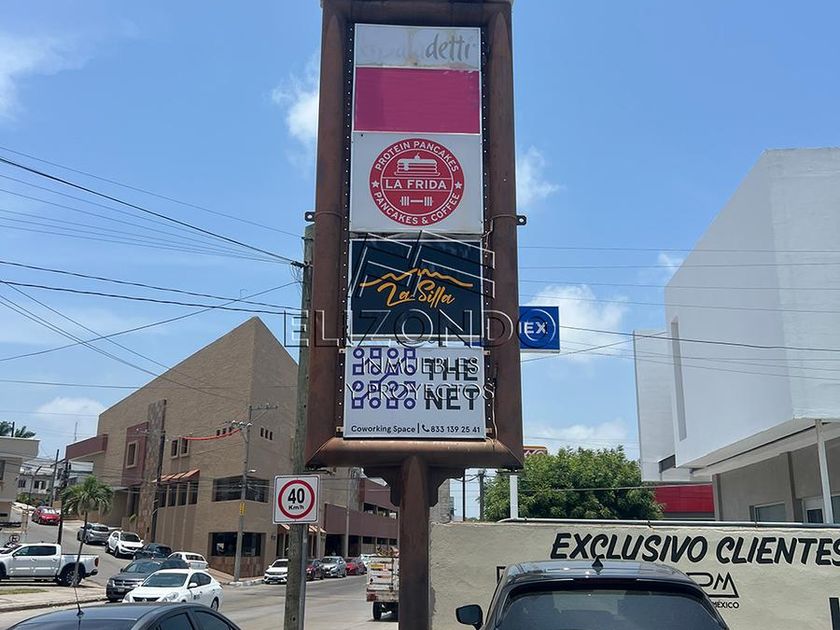 detti
PROTEIN PANCAKES
LA FRIDA
PANCAKES & COFFEE
La Silla
ELIZONDO
INMUEBLES
Y PROYECTOS
THE
NET
Coworking Space | 833 139 25 41
IEX
40
Km/h
EXCLUSIVO CLIENTES
MÉXICO